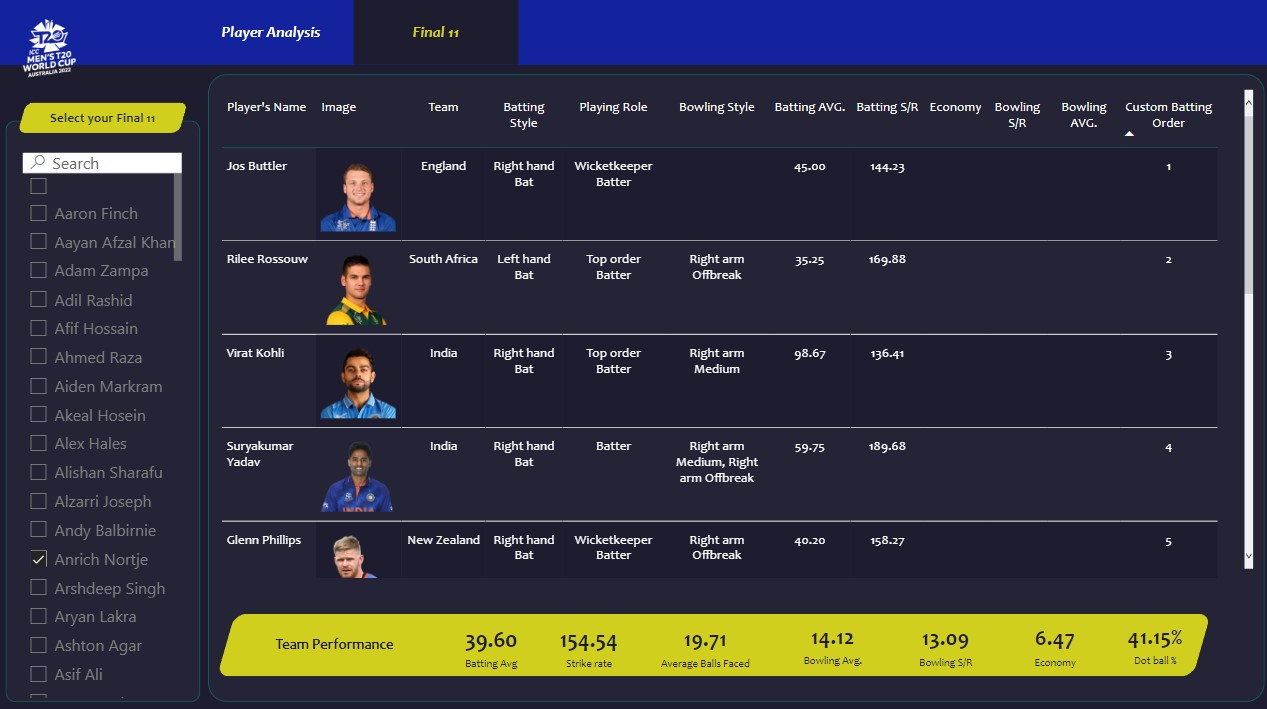 ICC
MEN'S T20
WORLD CUP
AUSTRALIA 2022
Player Analysis
Final 11
Select your Final 11
Search
Aaron Finch
Aayan Afzal Khan
Adam Zampa
Adil Rashid
Afif Hossain
Ahmed Raza
Aiden Markram
Akeal Hosein
Alex Hales
Alishan Sharafu
Alzarri Joseph
Andy Balbirnie
Anrich Nortje
Arshdeep Singh
Aryan Lakra
Ashton Agar
Asif Ali
Player's Name Image Team Batting Style Playing Role Bowling Style Batting AVG. Batting S/R Economy Bowling S/R Bowling AVG. Custom Batting Order
Jos Buttler England Right hand Bat Wicketkeeper Batter 45.00 144.23 1
Rilee Rossouw South Africa Left hand Bat Top order Batter Right arm Offbreak 35.25 169.88 2
Virat Kohli India Right hand Bat Top order Batter Right arm Medium 98.67 136.41 3
Suryakumar Yadav India Right hand Bat Batter Right arm Medium, Right arm Offbreak 59.75 189.68 4
INDIA
Glenn Phillips New Zealand Right hand Bat Wicketkeeper Batter Right arm Offbreak 40.20 158.27 5
Team Performance
39.60 154.54 19.71 14.12 13.09 6.47 41.15%
Batting Avg Strike rate Average Balls Faced Bowling Avg. Bowling S/R Economy Dot ball %